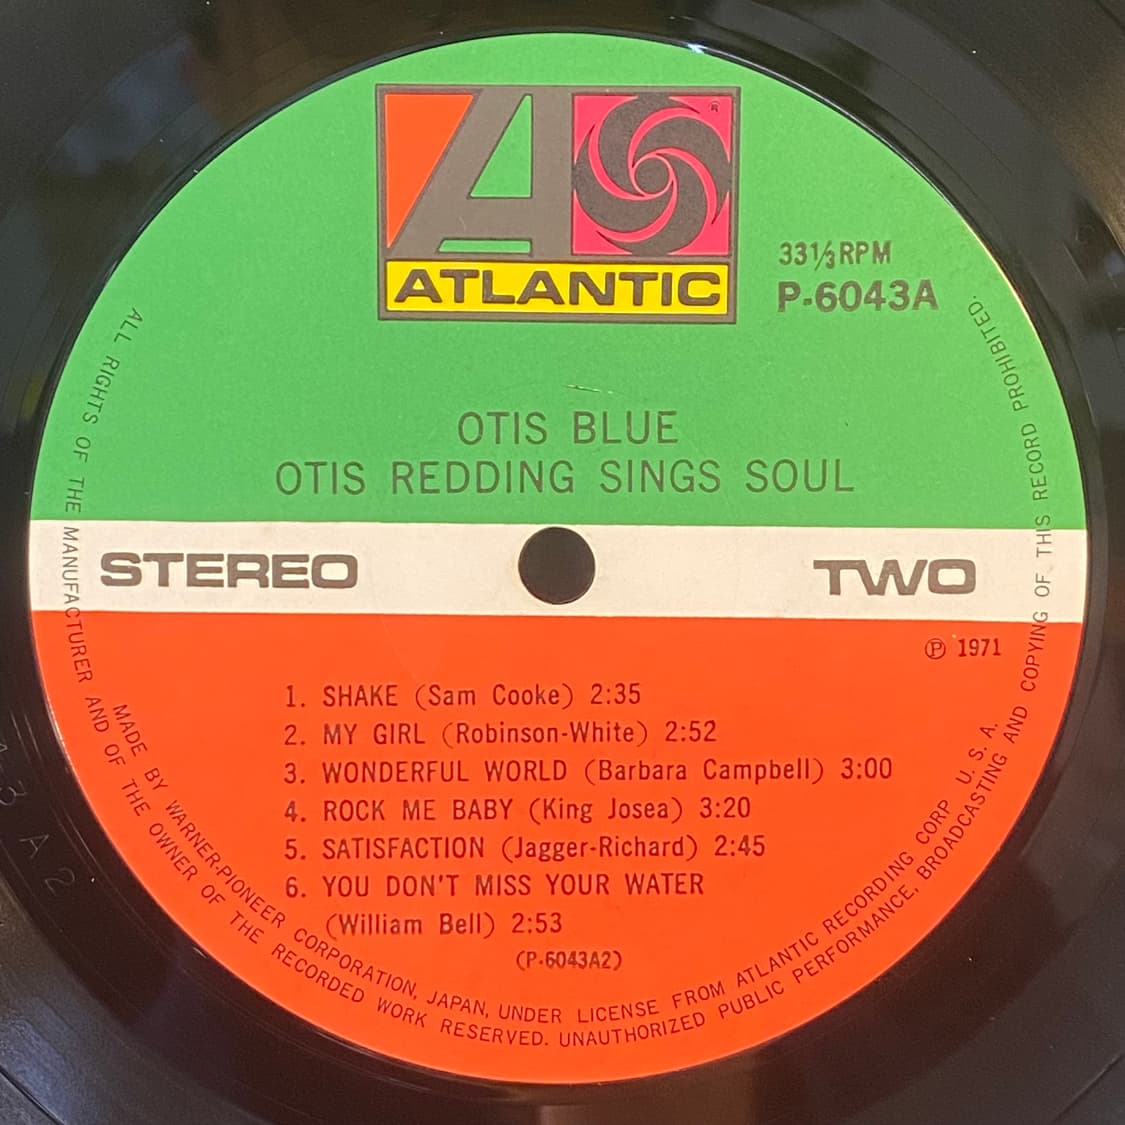 ®
ATLANTIC
33⅓RPM
P-6043A
OTIS BLUE
OTIS REDDING SINGS SOUL
STEREO
TWO
Ⓟ 1971
1. SHAKE (Sam Cooke) 2:35
2. MY GIRL (Robinson-White) 2:52
3. WONDERFUL WORLD (Barbara Campbell) 3:00
4. ROCK ME BABY (King Josea) 3:20
5. SATISFACTION (Jagger-Richard) 2:45
6. YOU DON'T MISS YOUR WATER
(William Bell) 2:53
(P-6043A2)
MADE BY WARNER-PIONEER CORPORATION, JAPAN, UNDER LICENSE FROM ATLANTIC RECORDING CORP U. S. A.
ALL RIGHTS OF THE MANUFACTURER AND OF THE OWNER OF THE RECORDED WORK RESERVED. UNAUTHORIZED PUBLIC PERFORMANCE, BROADCASTING AND COPYING OF THIS RECORD PROHIBITED.
3 A 2